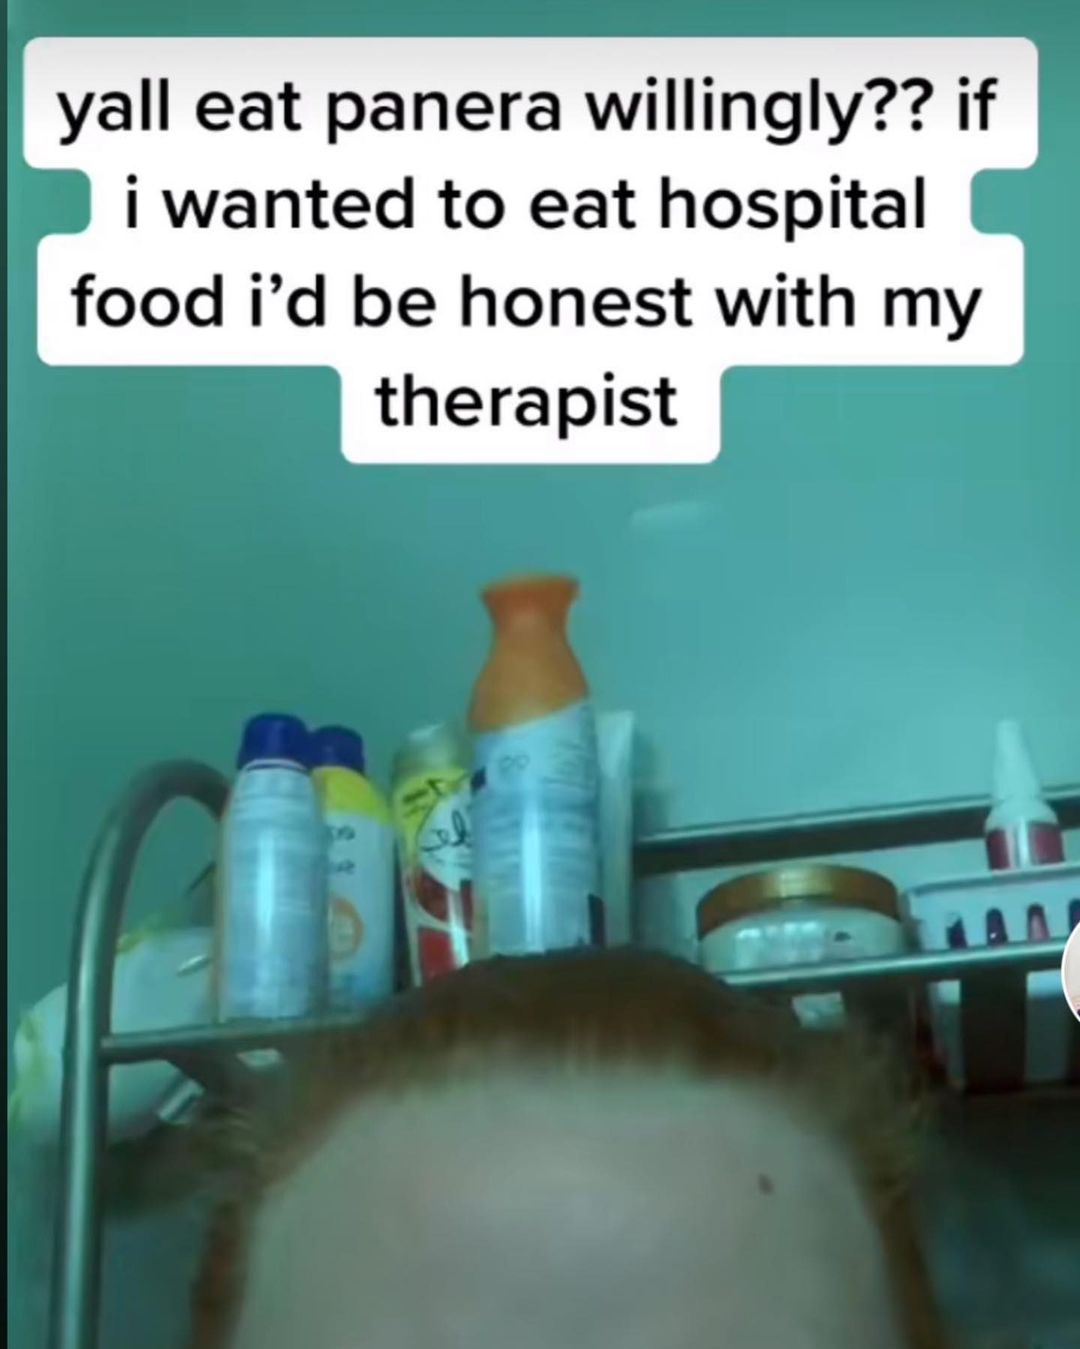 yall eat panera willingly?? if
i wanted to eat hospital
food i’d be honest with my
therapist